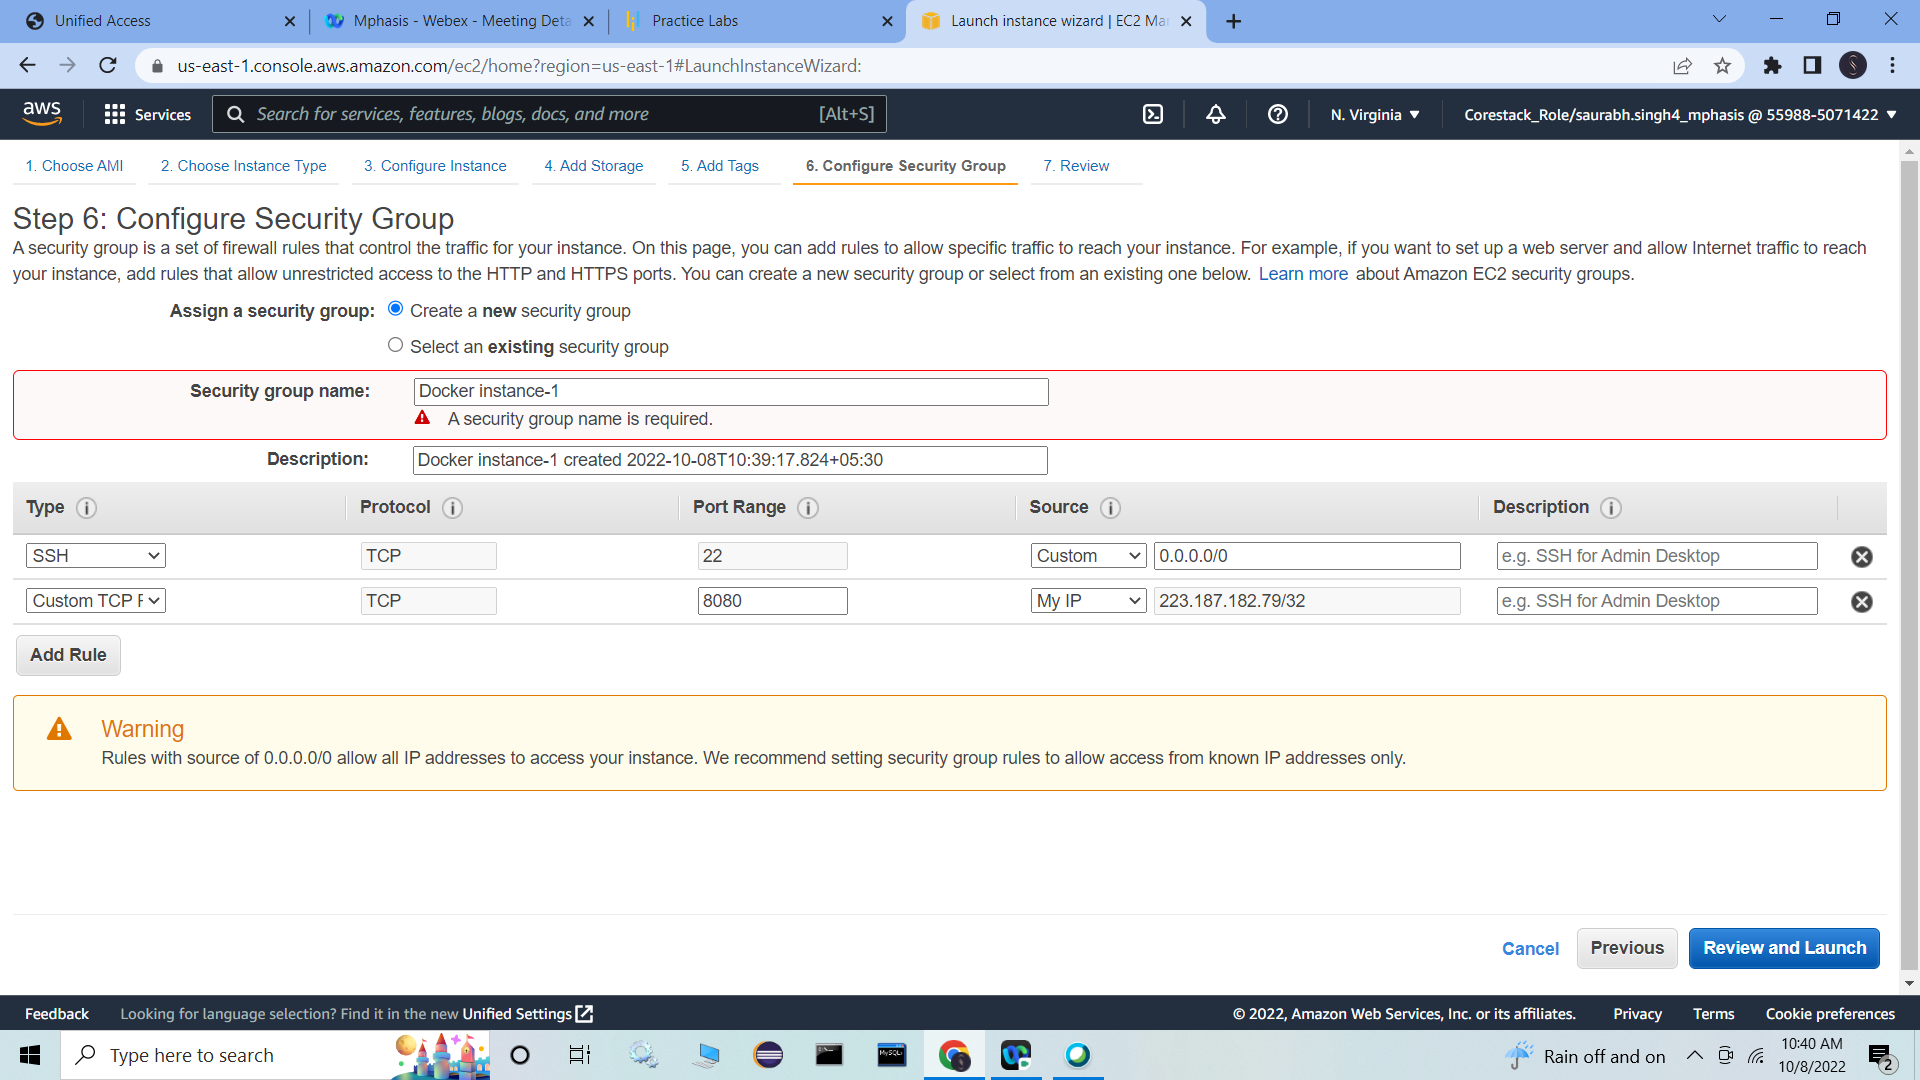 Unified Access
Mphasis - Webex - Meeting Deta
Practice Labs
Launch instance wizard | EC2 Man
us-east-1.console.aws.amazon.com/ec2/home?region=us-east-1#LaunchInstanceWizard:
aws
Services
Search for services, features, blogs, docs, and more
[Alt+S]
N. Virginia
Corestack_Role/saurabh.singh4_mphasis @ 55988-5071422
1. Choose AMI
2. Choose Instance Type
3. Configure Instance
4. Add Storage
5. Add Tags
6. Configure Security Group
7. Review
Step 6: Configure Security Group
A security group is a set of firewall rules that control the traffic for your instance. On this page, you can add rules to allow specific traffic to reach your instance. For example, if you want to set up a web server and allow Internet traffic to reach
your instance, add rules that allow unrestricted access to the HTTP and HTTPS ports. You can create a new security group or select from an existing one below. Learn more about Amazon EC2 security groups.
Assign a security group:
Create a new security group
Select an existing security group
Security group name:
Docker instance-1
A security group name is required.
Description:
Docker instance-1 created 2022-10-08T10:39:17.824+05:30
Type
Protocol
Port Range
Source
Description
SSH
TCP
22
Custom
0.0.0.0/0
e.g. SSH for Admin Desktop
Custom TCP F
TCP
8080
My IP
223.187.182.79/32
e.g. SSH for Admin Desktop
Add Rule
Warning
Rules with source of 0.0.0.0/0 allow all IP addresses to access your instance. We recommend setting security group rules to allow access from known IP addresses only.
Cancel
Previous
Review and Launch
Feedback
Looking for language selection? Find it in the new Unified Settings
© 2022, Amazon Web Services, Inc. or its affiliates.
Privacy
Terms
Cookie preferences
Type here to search
MySQL
Rain off and on
10:40 AM
10/8/2022
2